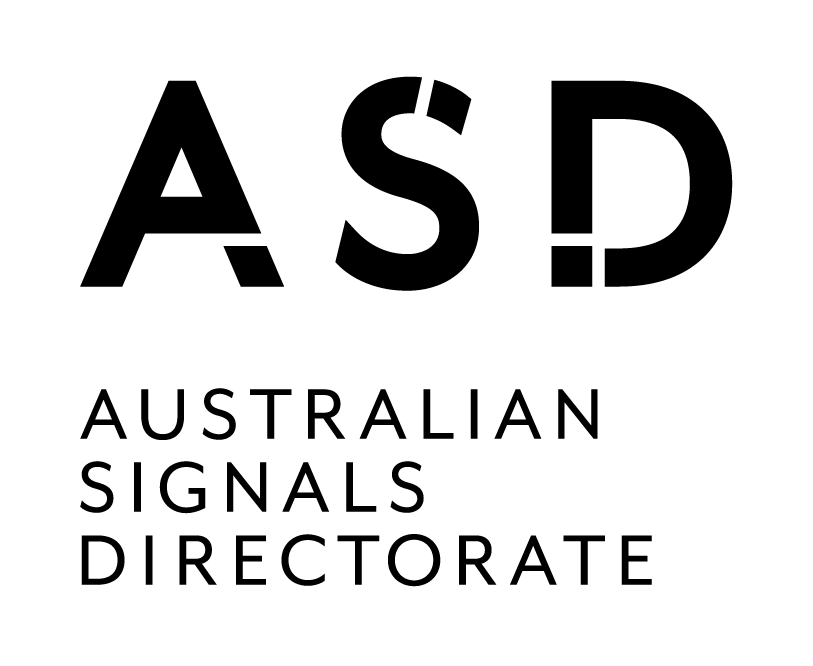 ASD
AUSTRALIAN
SIGNALS
DIRECTORATE